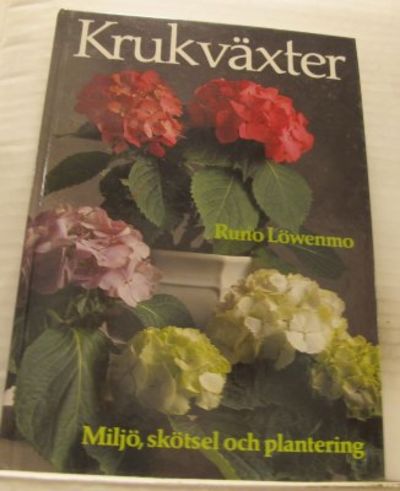 Krukväxter
Runo Löwenmo
Miljö, skötsel och plantering